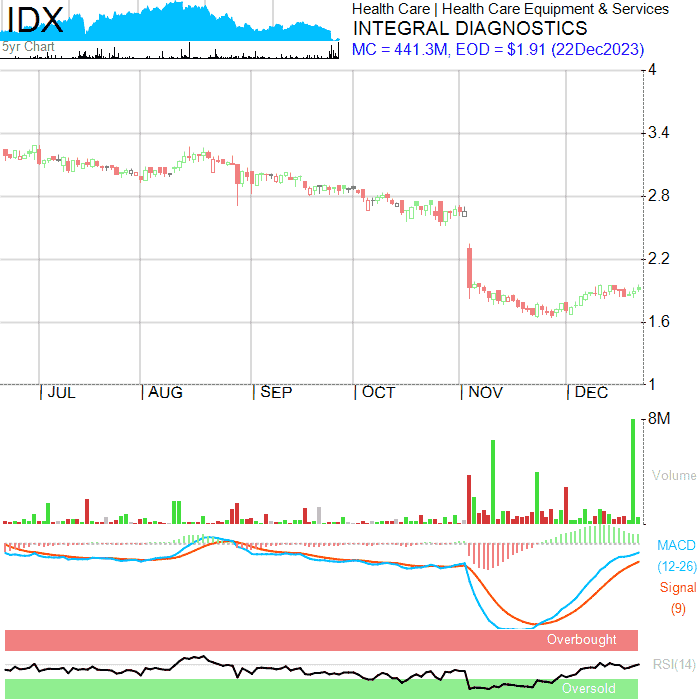 IDX
5yr Chart
Health Care | Health Care Equipment & Services
INTEGRAL DIAGNOSTICS
MC = 441.3M, EOD = $1.91 (22Dec2023)
4
3.4
2.8
2.2
1.6
1
| JUL | AUG | SEP | OCT | NOV | DEC
8M
Volume
MACD
(12-26)
Signal
(9)
Overbought
RSI(14)
Oversold